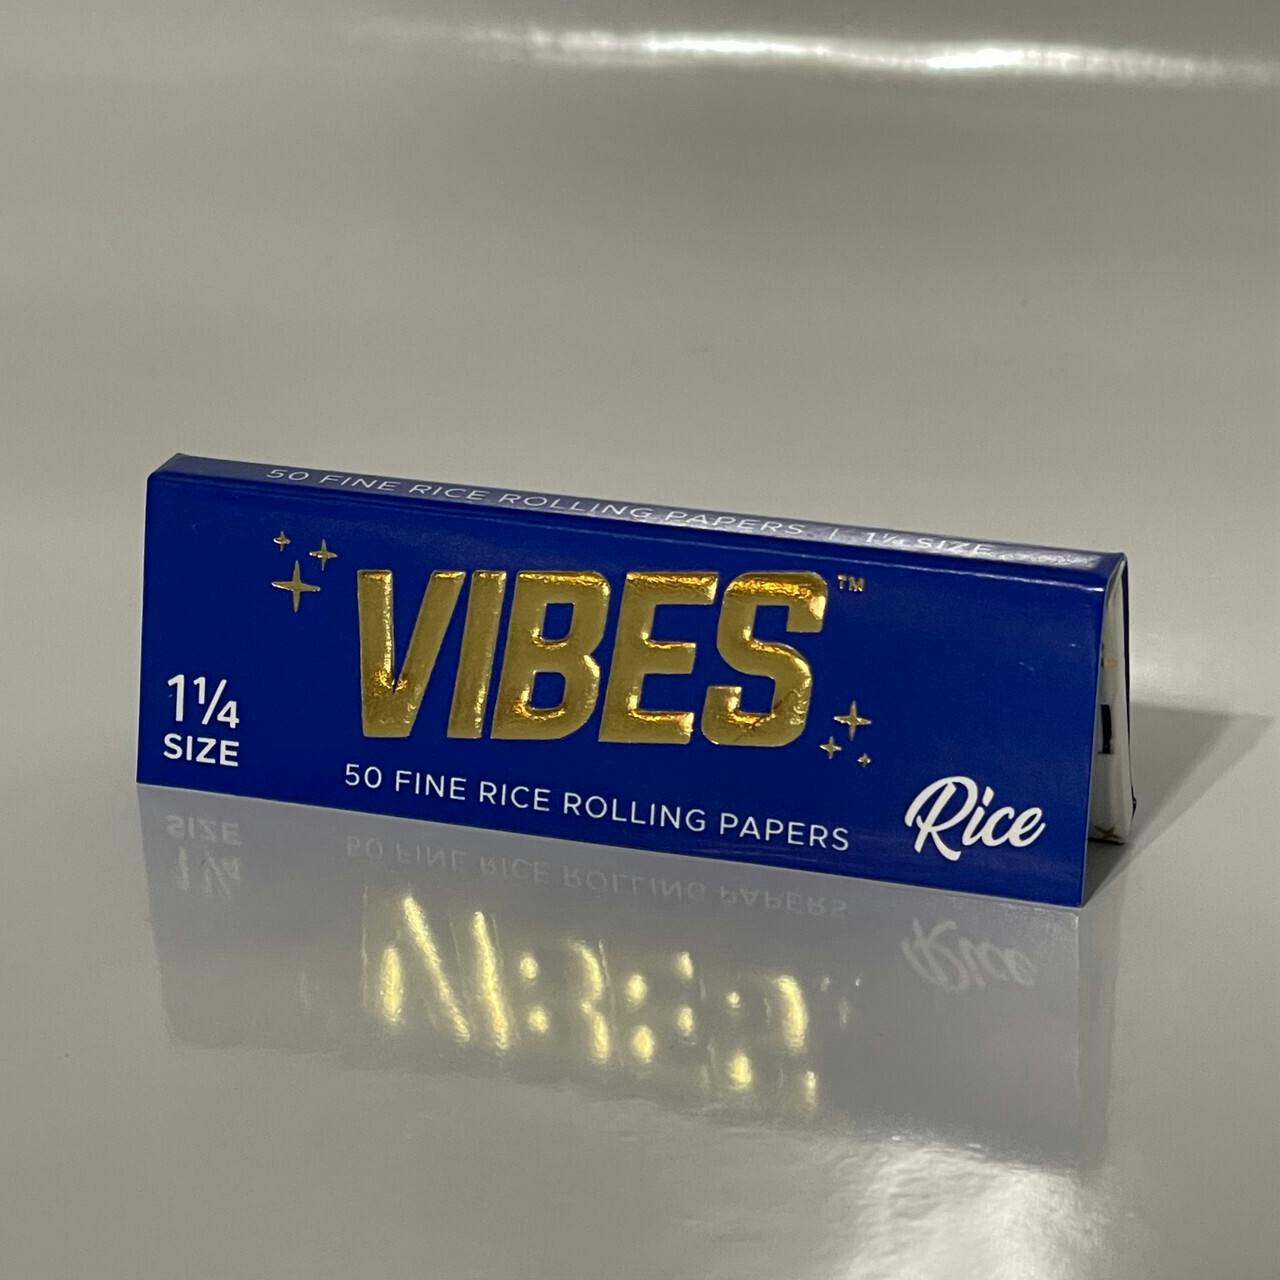 50 FINE RICE ROLLING PAPERS | 1¼ SIZE
VIBES™
1¼
SIZE
50 FINE RICE ROLLING PAPERS
Rice